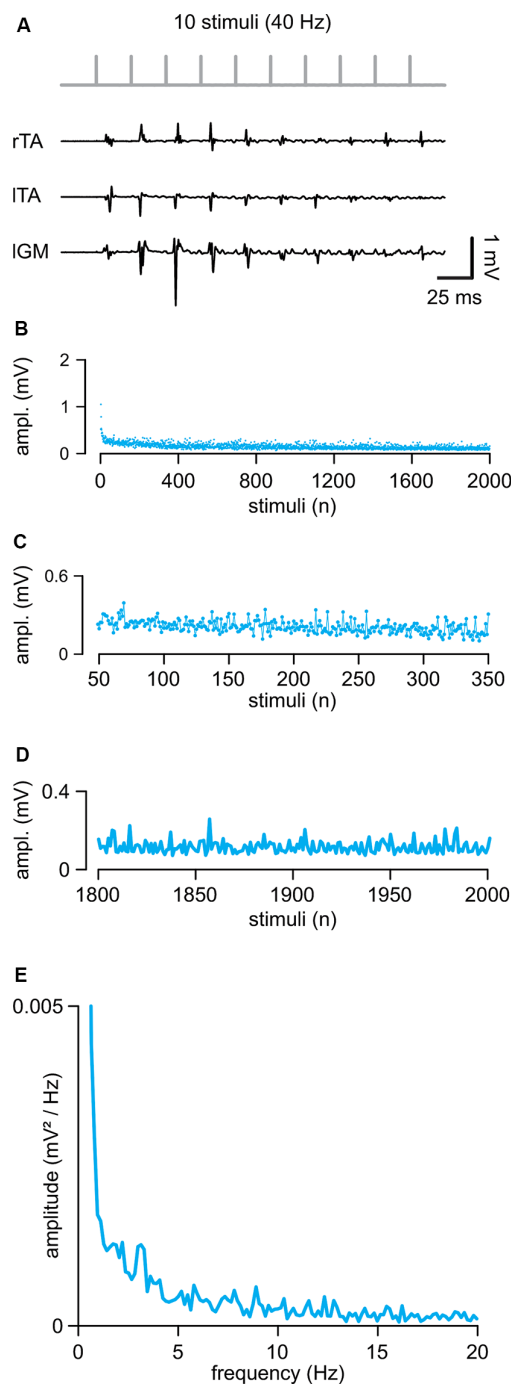 A
10 stimuli (40 Hz)
rTA
lTA
lGM
1 mV
25 ms
B
2
1
0
ampl. (mV)
0 400 800 1200 1600 2000
stimuli (n)
C
0.6
0
ampl. (mV)
50 100 150 200 250 300 350
stimuli (n)
D
0.4
0
ampl. (mV)
1800 1850 1900 1950 2000
stimuli (n)
E
0.005
0
amplitude (mV² / Hz)
0 5 10 15 20
frequency (Hz)